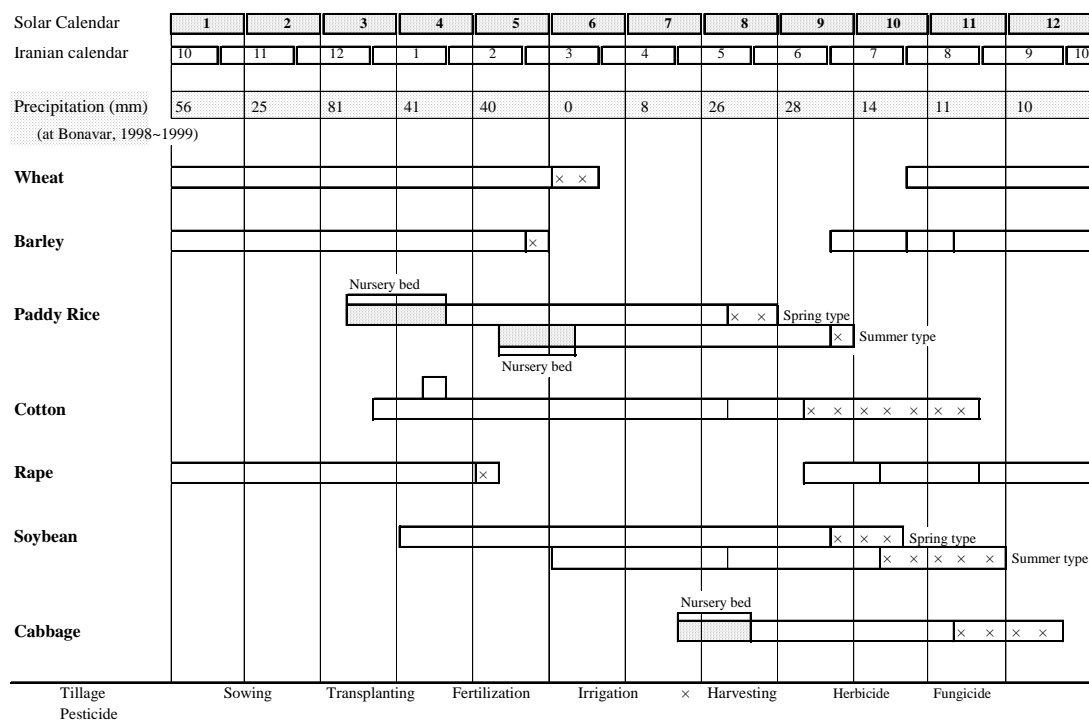 Solar Calendar 1 2 3 4 5 6 7 8 9 10 11 12
Iranian calendar 10 11 12 1 2 3 4 5 6 7 8 9 10
Precipitation (mm) 56 25 81 41 40 0 8 26 28 14 11 10
(at Bonavar, 1998~1999)
Wheat × ×
Barley ×
Nursery bed
Paddy Rice × × Spring type
× Summer type
Nursery bed
Cotton × × × × × × ×
Rape ×
Soybean × × × Spring type
× × × × × Summer type
Nursery bed
Cabbage × × × ×
Tillage Sowing Transplanting Fertilization Irrigation × Harvesting Herbicide Fungicide
Pesticide